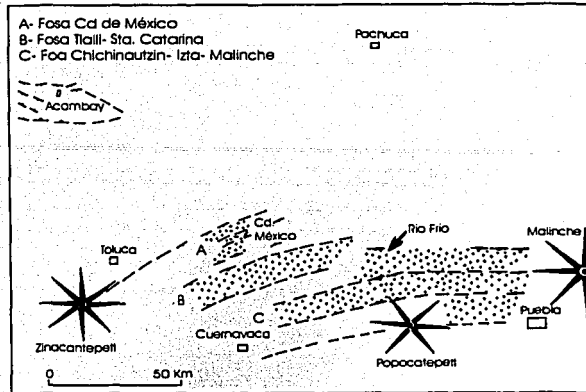 A- Fosa Cd de México
B- Fosa Tlalli- Sta. Catarina
C- Foa Chichinautzin- Izta- Malinche
Pachuca
Acambay
Cd.
México
A
Rio Frio
Malinche
Toluca
B
C
Zinacantepetl
Cuernavaca
Popocatepetl
Puebla
0 50 Km